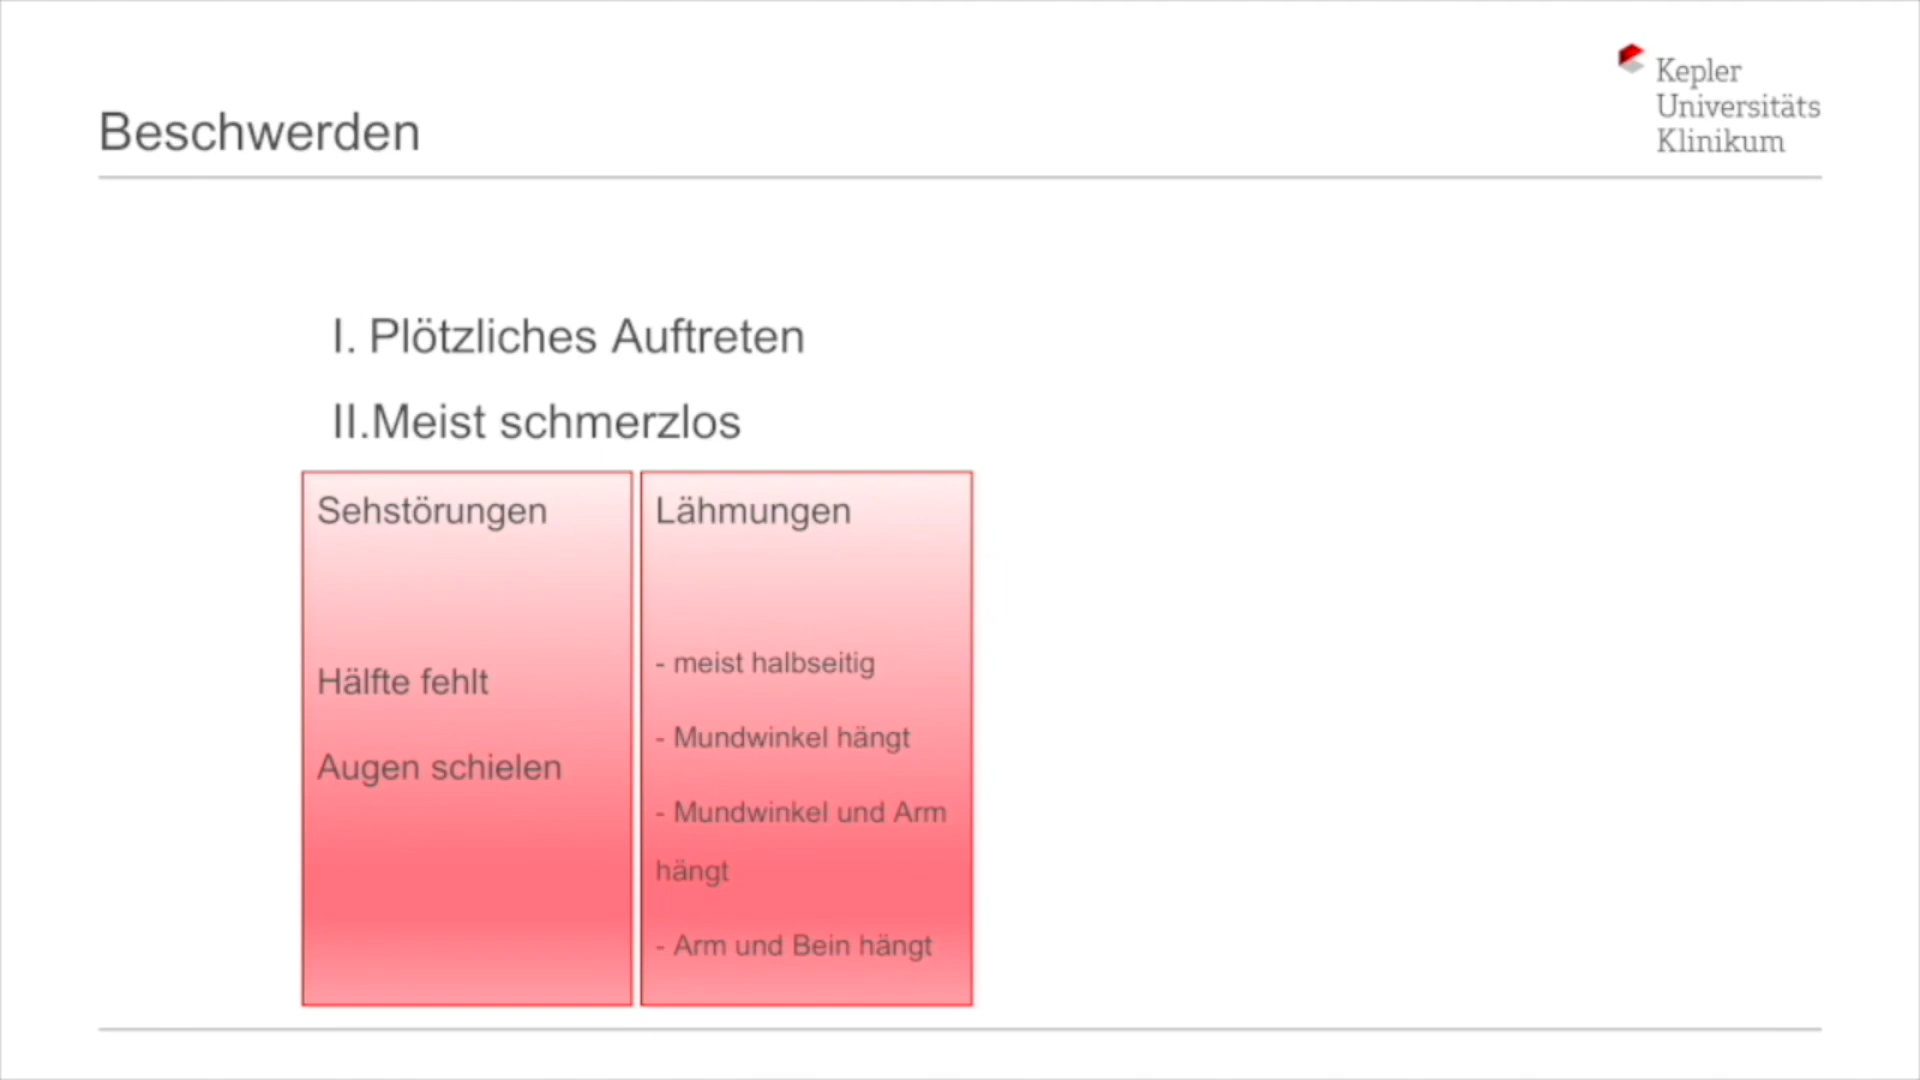 Kepler
Universitäts
Klinikum
Beschwerden
I. Plötzliches Auftreten
II.Meist schmerzlos
Sehstörungen
Hälfte fehlt
Augen schielen
Lähmungen
- meist halbseitig
- Mundwinkel hängt
- Mundwinkel und Arm
hängt
- Arm und Bein hängt